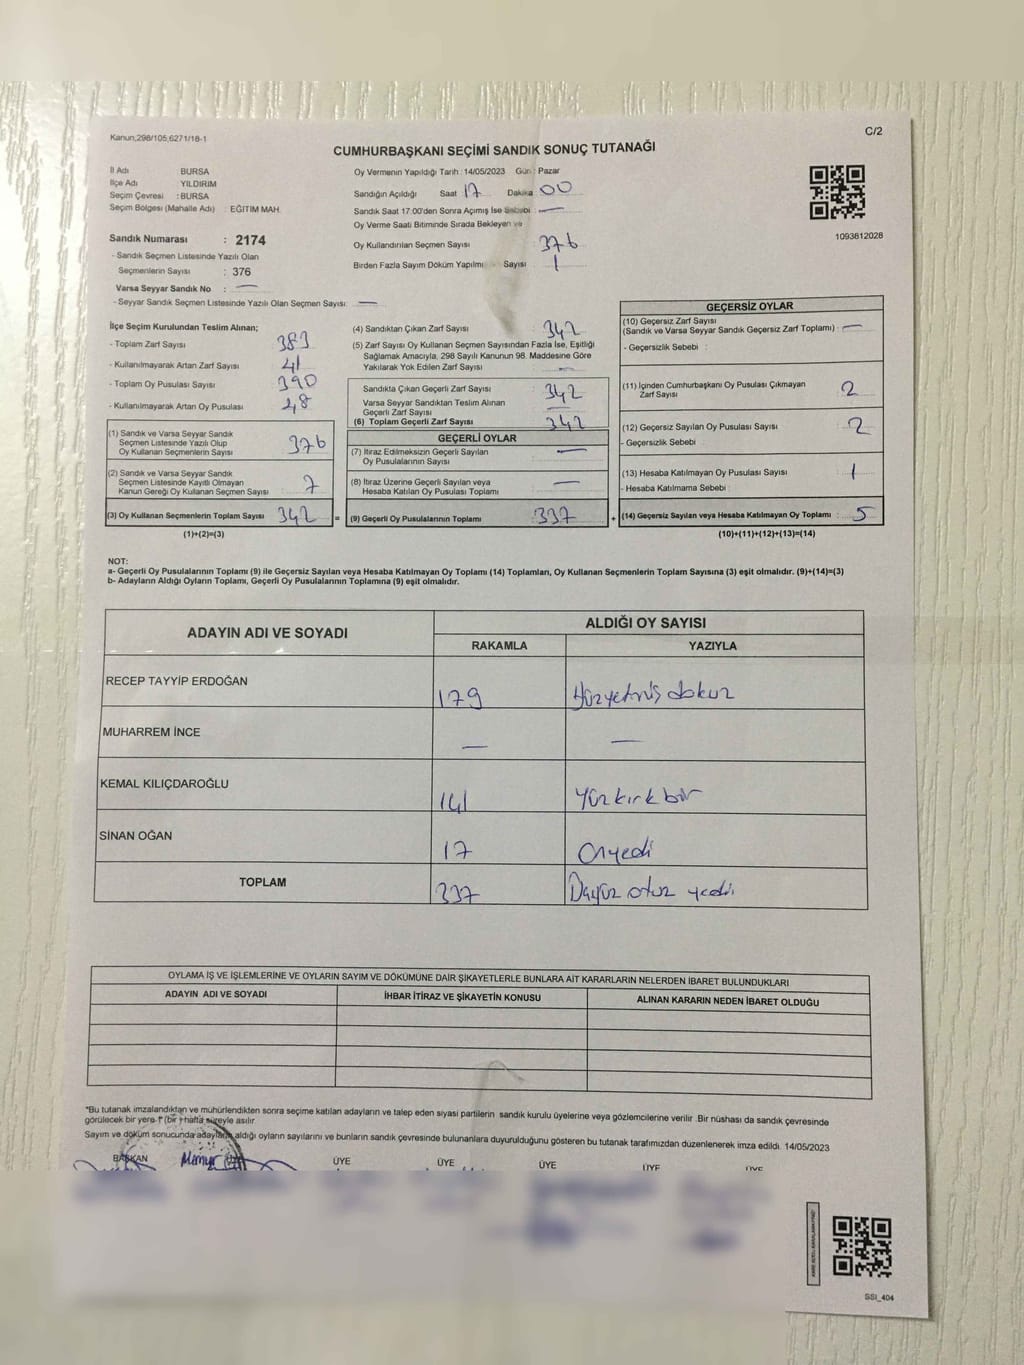 Kanun;298/105;6271/18-1
C/2
CUMHURBAŞKANI SEÇİMİ SANDIK SONUÇ TUTANAĞI
İl Adı BURSA
İlçe Adı YILDIRIM
Seçim Çevresi : BURSA
Seçim Bölgesi (Mahalle Adı) : EĞİTİM MAH.
Oy Vermenin Yapıldığı Tarih : 14/05/2023 Gün : Pazar
Sandığın Açıldığı Saat 17 Dakika 00
Sandık Saat 17:00'den Sonra Açımış İse Sebebi : —
Oy Verme Saati Bitiminde Sırada Bekleyen ve
Oy Kullandırılan Seçmen Sayısı 376
Birden Fazla Sayım Döküm Yapılmı Sayısı 1
1093812028
Sandık Numarası : 2174
- Sandık Seçmen Listesinde Yazılı Olan
Seçmenlerin Sayısı : 376
Varsa Seyyar Sandık No : —
- Seyyar Sandık Seçmen Listesinde Yazılı Olan Seçmen Sayısı: —
İlçe Seçim Kurulundan Teslim Alınan;
- Toplam Zarf Sayısı 383
- Kullanılmayarak Artan Zarf Sayısı 41
- Toplam Oy Pusulası Sayısı 390
- Kullanılmayarak Artan Oy Pusulası 48
(1) Sandık ve Varsa Seyyar Sandık
Seçmen Listesinde Yazılı Olup
Oy Kullanan Seçmenlerin Sayısı 376
(2) Sandık ve Varsa Seyyar Sandık
Seçmen Listesinde Kayıtlı Olmayan
Kanun Gereği Oy Kullanan Seçmen Sayısı 7
(3) Oy Kullanan Seçmenlerin Toplam Sayısı 342 =
(1)+(2)=(3)
(4) Sandıktan Çıkan Zarf Sayısı 342
(5) Zarf Sayısı Oy Kullanan Seçmen Sayısından Fazla İse, Eşitliği
Sağlamak Amacıyla, 298 Sayılı Kanunun 98. Maddesine Göre
Yakılarak Yok Edilen Zarf Sayısı —
Sandıkta Çıkan Geçerli Zarf Sayısı 342
Varsa Seyyar Sandıktan Teslim Alınan
Geçerli Zarf Sayısı —
(6) Toplam Geçerli Zarf Sayısı 342
GEÇERLİ OYLAR
(7) İtiraz Edilmeksizin Geçerli Sayılan
Oy Pusulalarının Sayısı —
(8) İtiraz Üzerine Geçerli Sayılan veya
Hesaba Katılan Oy Pusulası Toplamı —
(9) Geçerli Oy Pusulalarının Toplamı 337 +
GEÇERSİZ OYLAR
(10) Geçersiz Zarf Sayısı
(Sandık ve Varsa Seyyar Sandık Geçersiz Zarf Toplamı) : —
- Geçersizlik Sebebi :
(11) İçinden Cumhurbaşkanı Oy Pusulası Çıkmayan
Zarf Sayısı 2
(12) Geçersiz Sayılan Oy Pusulası Sayısı 2
- Geçersizlik Sebebi
(13) Hesaba Katılmayan Oy Pusulası Sayısı 1
- Hesaba Katılmama Sebebi :
(14) Geçersiz Sayılan veya Hesaba Katılmayan Oy Toplamı : 5
(10)+(11)+(12)+(13)=(14)
NOT:
a- Geçerli Oy Pusulalarının Toplamı (9) ile Geçersiz Sayılan veya Hesaba Katılmayan Oy Toplamı (14) Toplamları, Oy Kullanan Seçmenlerin Toplam Sayısına (3) eşit olmalıdır. (9)+(14)=(3)
b- Adayların Aldığı Oyların Toplamı, Geçerli Oy Pusulalarının Toplamına (9) eşit olmalıdır.
ADAYIN ADI VE SOYADI
ALDIĞI OY SAYISI
RAKAMLA YAZIYLA
RECEP TAYYİP ERDOĞAN 179 Yüzyetmiş dokuz
MUHARREM İNCE — —
KEMAL KILIÇDAROĞLU 141 Yüzkırkbir
SİNAN OĞAN 17 Onyedi
TOPLAM 337 otuz yedi
OYLAMA İŞ VE İŞLEMLERİNE VE OYLARIN SAYIM VE DÖKÜMÜNE DAİR ŞİKAYETLERLE BUNLARA AİT KARARLARIN NELERDEN İBARET BULUNDUKLARI
ADAYIN ADI VE SOYADI İHBAR İTİRAZ VE ŞİKAYETİN KONUSU ALINAN KARARIN NEDEN İBARET OLDUĞU
*Bu tutanak imzalandıktan ve mühürlendikten sonra seçime katılan adayların ve talep eden siyasi partilerin sandık kurulu üyelerine veya gözlemcilerine verilir .Bir nüshası da sandık çevresinde
görülecek bir yere 1 (bir ) hafta süreyle asılır
Sayım ve döküm sonucunda adayların aldığı oyların sayılarını ve bunların sandık çevresinde bulunanlara duyurulduğunu gösteren bu tutanak tarafımızdan düzenlenerek imza edildi. 14/05/2023
BAŞKAN Memur ÜYE ÜYE ÜYE ÜYE ÜYE
SSI_404